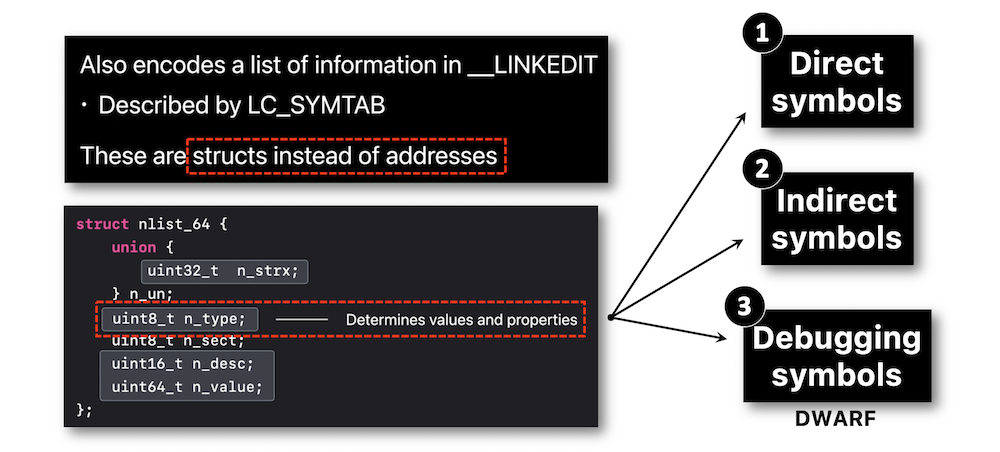 Also encodes a list of information in __LINKEDIT
• Described by LC_SYMTAB
These are structs instead of addresses
struct nlist_64 {
union {
uint32_t n_strx;
} n_un;
uint8_t n_type;
Determines values and properties
uint8_t n_sect;
uint16_t n_desc;
uint64_t n_value;
};
1
Direct
symbols
2
Indirect
symbols
3
Debugging
symbols
DWARF